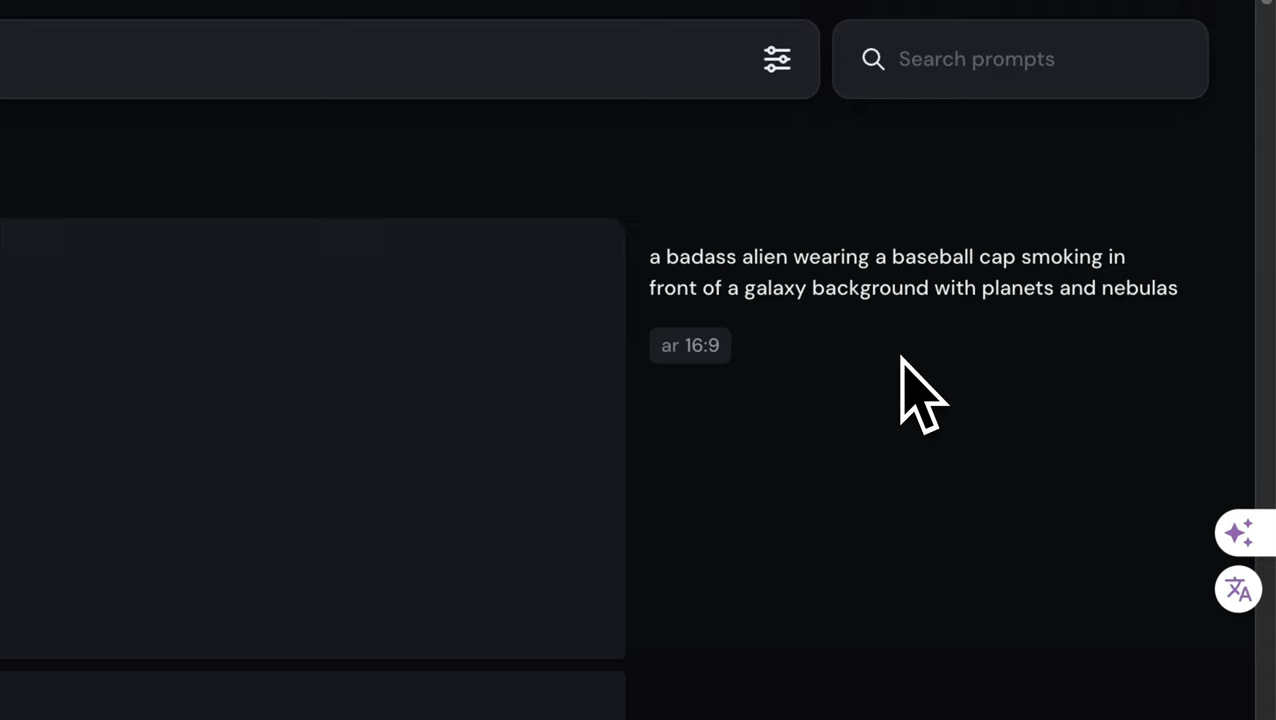 Search prompts
a badass alien wearing a baseball cap smoking in
front of a galaxy background with planets and nebulas
ar 16:9